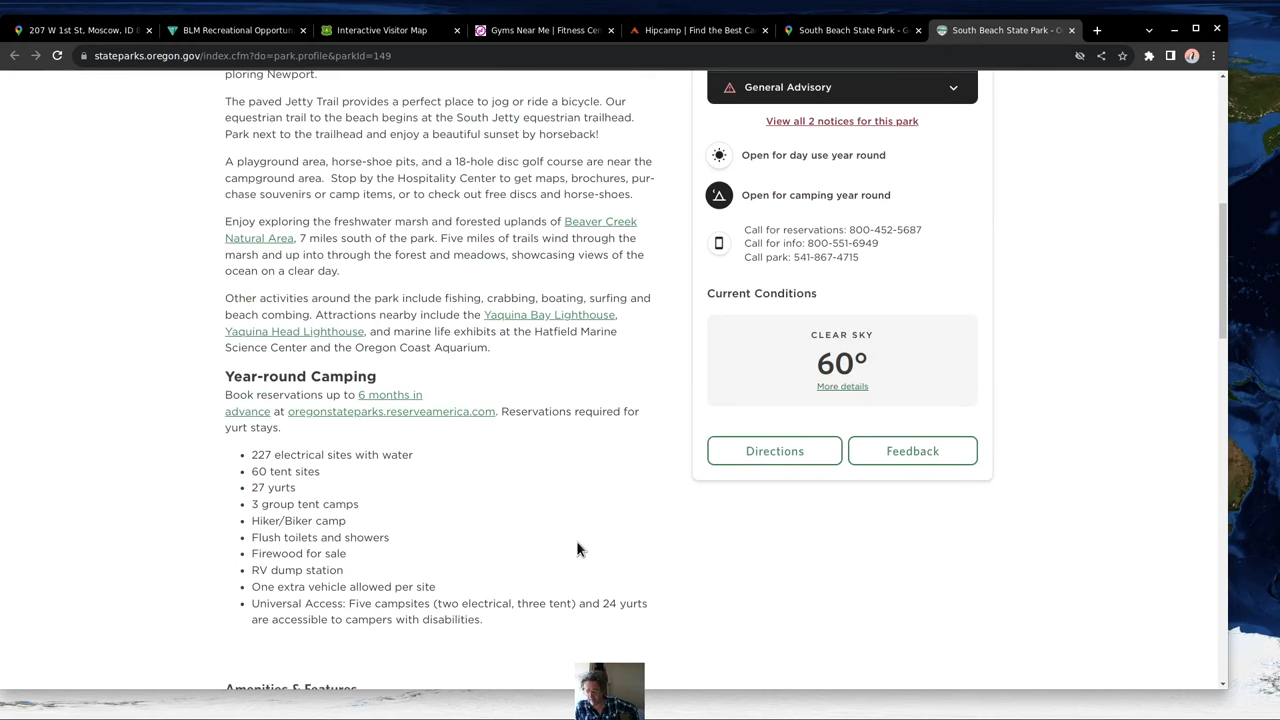 207 W 1st St, Moscow, ID 8
BLM Recreational Opportun
Interactive Visitor Map
Gyms Near Me | Fitness Cen
Hipcamp | Find the Best Ca
South Beach State Park - G
South Beach State Park - O
stateparks.oregon.gov/index.cfm?do=park.profile&parkId=149
ploring Newport.
The paved Jetty Trail provides a perfect place to jog or ride a bicycle. Our
equestrian trail to the beach begins at the South Jetty equestrian trailhead.
Park next to the trailhead and enjoy a beautiful sunset by horseback!
A playground area, horse-shoe pits, and a 18-hole disc golf course are near the
campground area. Stop by the Hospitality Center to get maps, brochures, pur-
chase souvenirs or camp items, or to check out free discs and horse-shoes.
Enjoy exploring the freshwater marsh and forested uplands of Beaver Creek
Natural Area, 7 miles south of the park. Five miles of trails wind through the
marsh and up into through the forest and meadows, showcasing views of the
ocean on a clear day.
Other activities around the park include fishing, crabbing, boating, surfing and
beach combing. Attractions nearby include the Yaquina Bay Lighthouse,
Yaquina Head Lighthouse, and marine life exhibits at the Hatfield Marine
Science Center and the Oregon Coast Aquarium.
Year-round Camping
Book reservations up to 6 months in
advance at oregonstateparks.reserveamerica.com. Reservations required for
yurt stays.
• 227 electrical sites with water
• 60 tent sites
• 27 yurts
• 3 group tent camps
• Hiker/Biker camp
• Flush toilets and showers
• Firewood for sale
• RV dump station
• One extra vehicle allowed per site
• Universal Access: Five campsites (two electrical, three tent) and 24 yurts
are accessible to campers with disabilities.
Amenities & Features
General Advisory
View all 2 notices for this park
Open for day use year round
Open for camping year round
Call for reservations: 800-452-5687
Call for info: 800-551-6949
Call park: 541-867-4715
Current Conditions
CLEAR SKY
60°
More details
Directions
Feedback